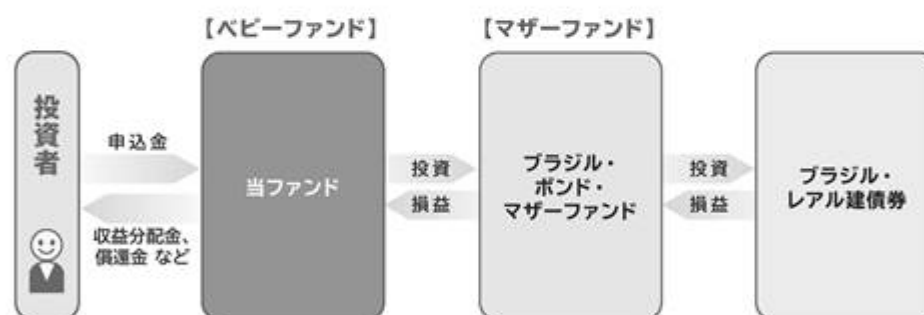 【ベビーファンド】
【マザーファンド】
投資者
申込金
収益分配金、
償還金 など
当ファンド
投資
損益
ブラジル・
ボンド・
マザーファンド
投資
損益
ブラジル・
レアル建債券